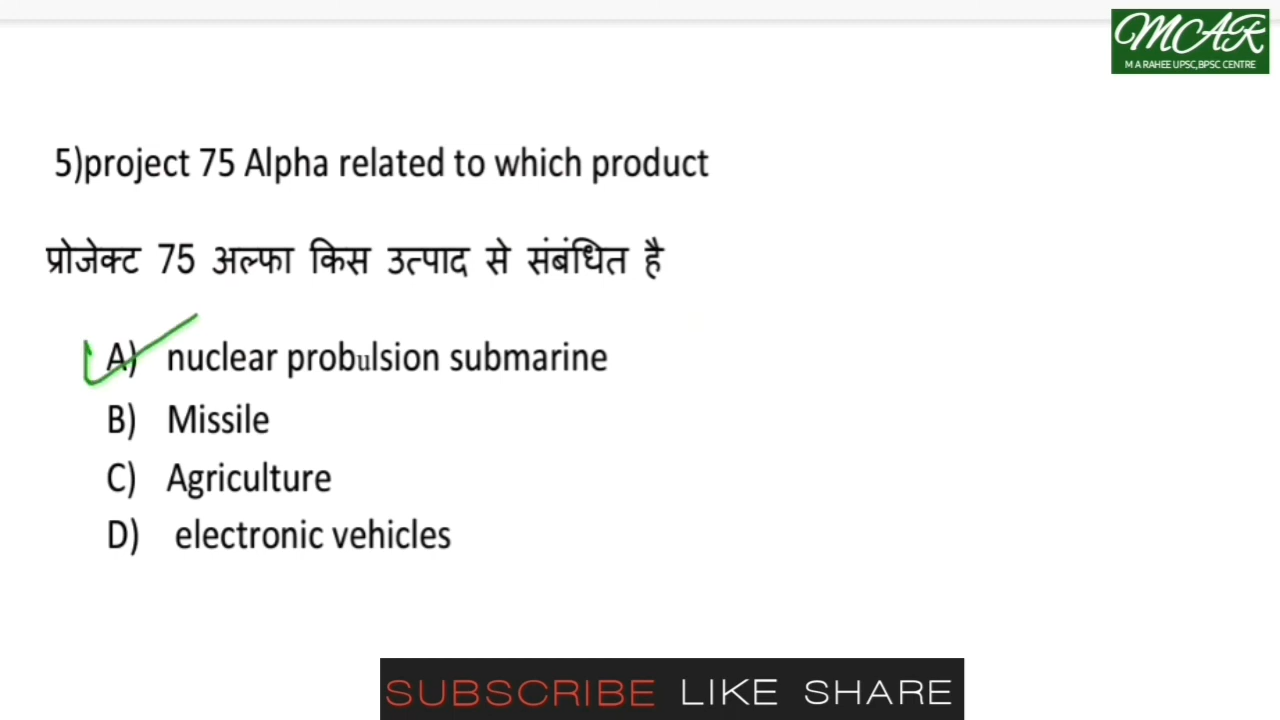 MCAR
M A RAHEE UPSC,BPSC CENTRE
5)project 75 Alpha related to which product
प्रोजेक्ट 75 अल्फा किस उत्पाद से संबंधित है
A) nuclear probulsion submarine
B) Missile
C) Agriculture
D) electronic vehicles
SUBSCRIBE LIKE SHARE